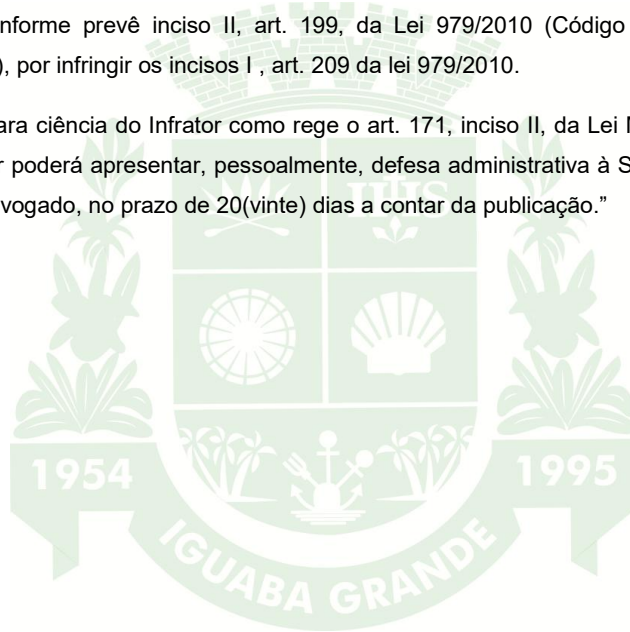 nforme prevê inciso II, art. 199, da Lei 979/2010 (Código
), por infringir os incisos I , art. 209 da lei 979/2010.
ara ciência do Infrator como rege o art. 171, inciso II, da Lei
r poderá apresentar, pessoalmente, defesa administrativa à S
vogado, no prazo de 20(vinte) dias a contar da publicação.”
IHS
1954
1995
IGUABA GRANDE